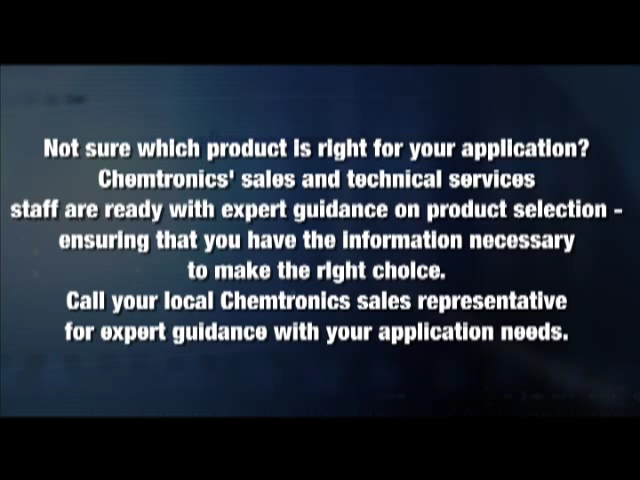 Not sure which product is right for your application?
Chemtronics' sales and technical services
staff are ready with expert guidance on product selection -
ensuring that you have the information necessary
to make the right choice.
Call your local Chemtronics sales representative
for expert guidance with your application needs.